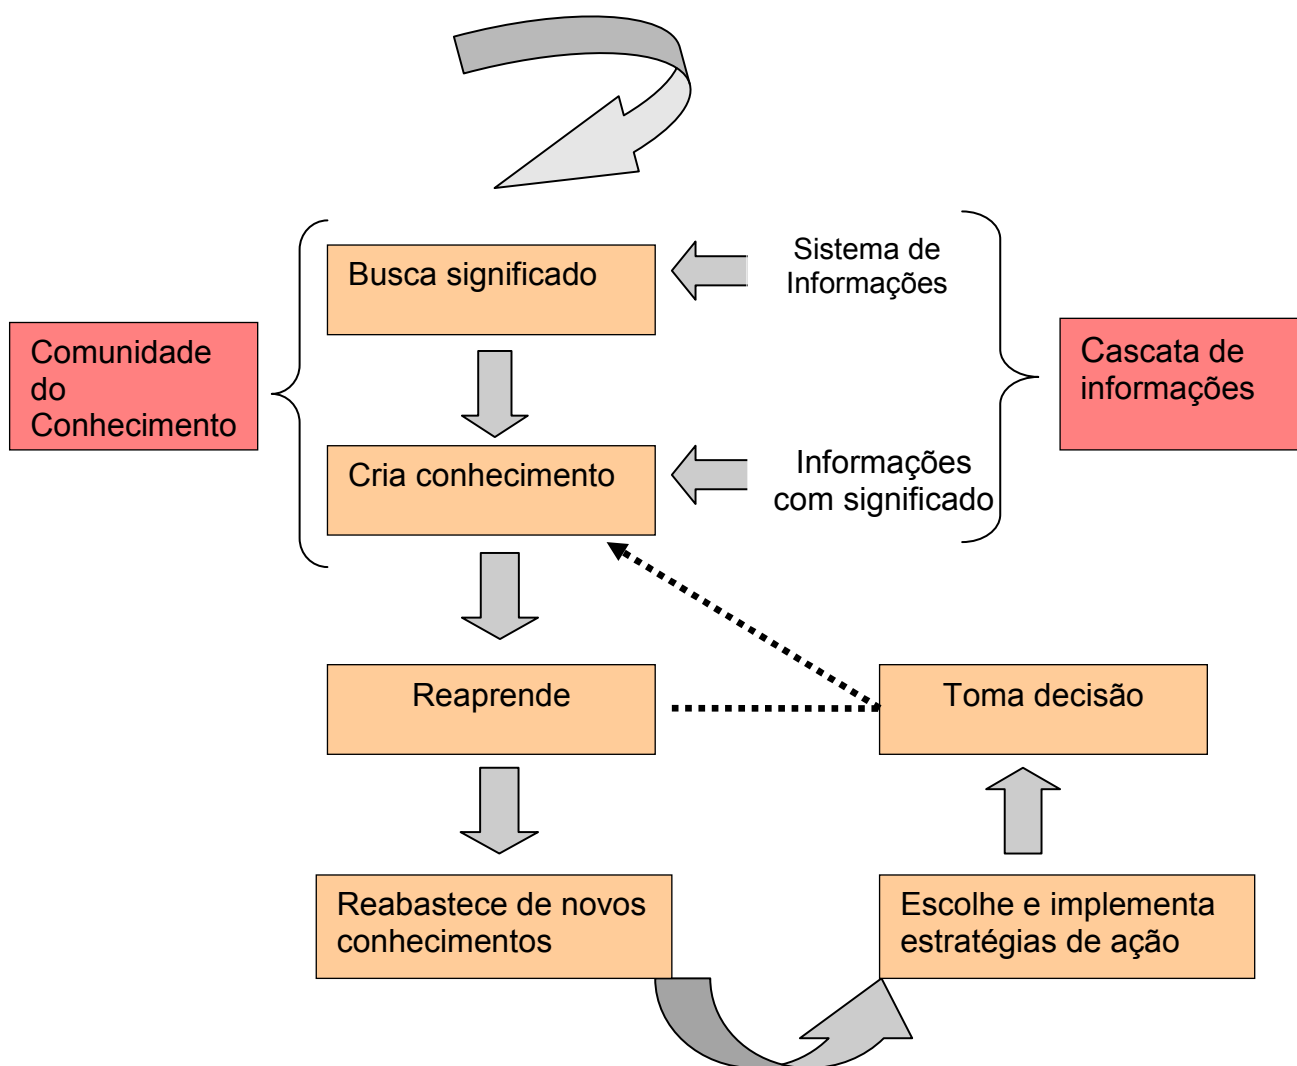 Busca significado
Sistema de
Informações
Comunidade
do
Conhecimento
Cascata de
informações
Cria conhecimento
Informações
com significado
Reaprende
Toma decisão
Reabastece de novos
conhecimentos
Escolhe e implementa
estratégias de ação